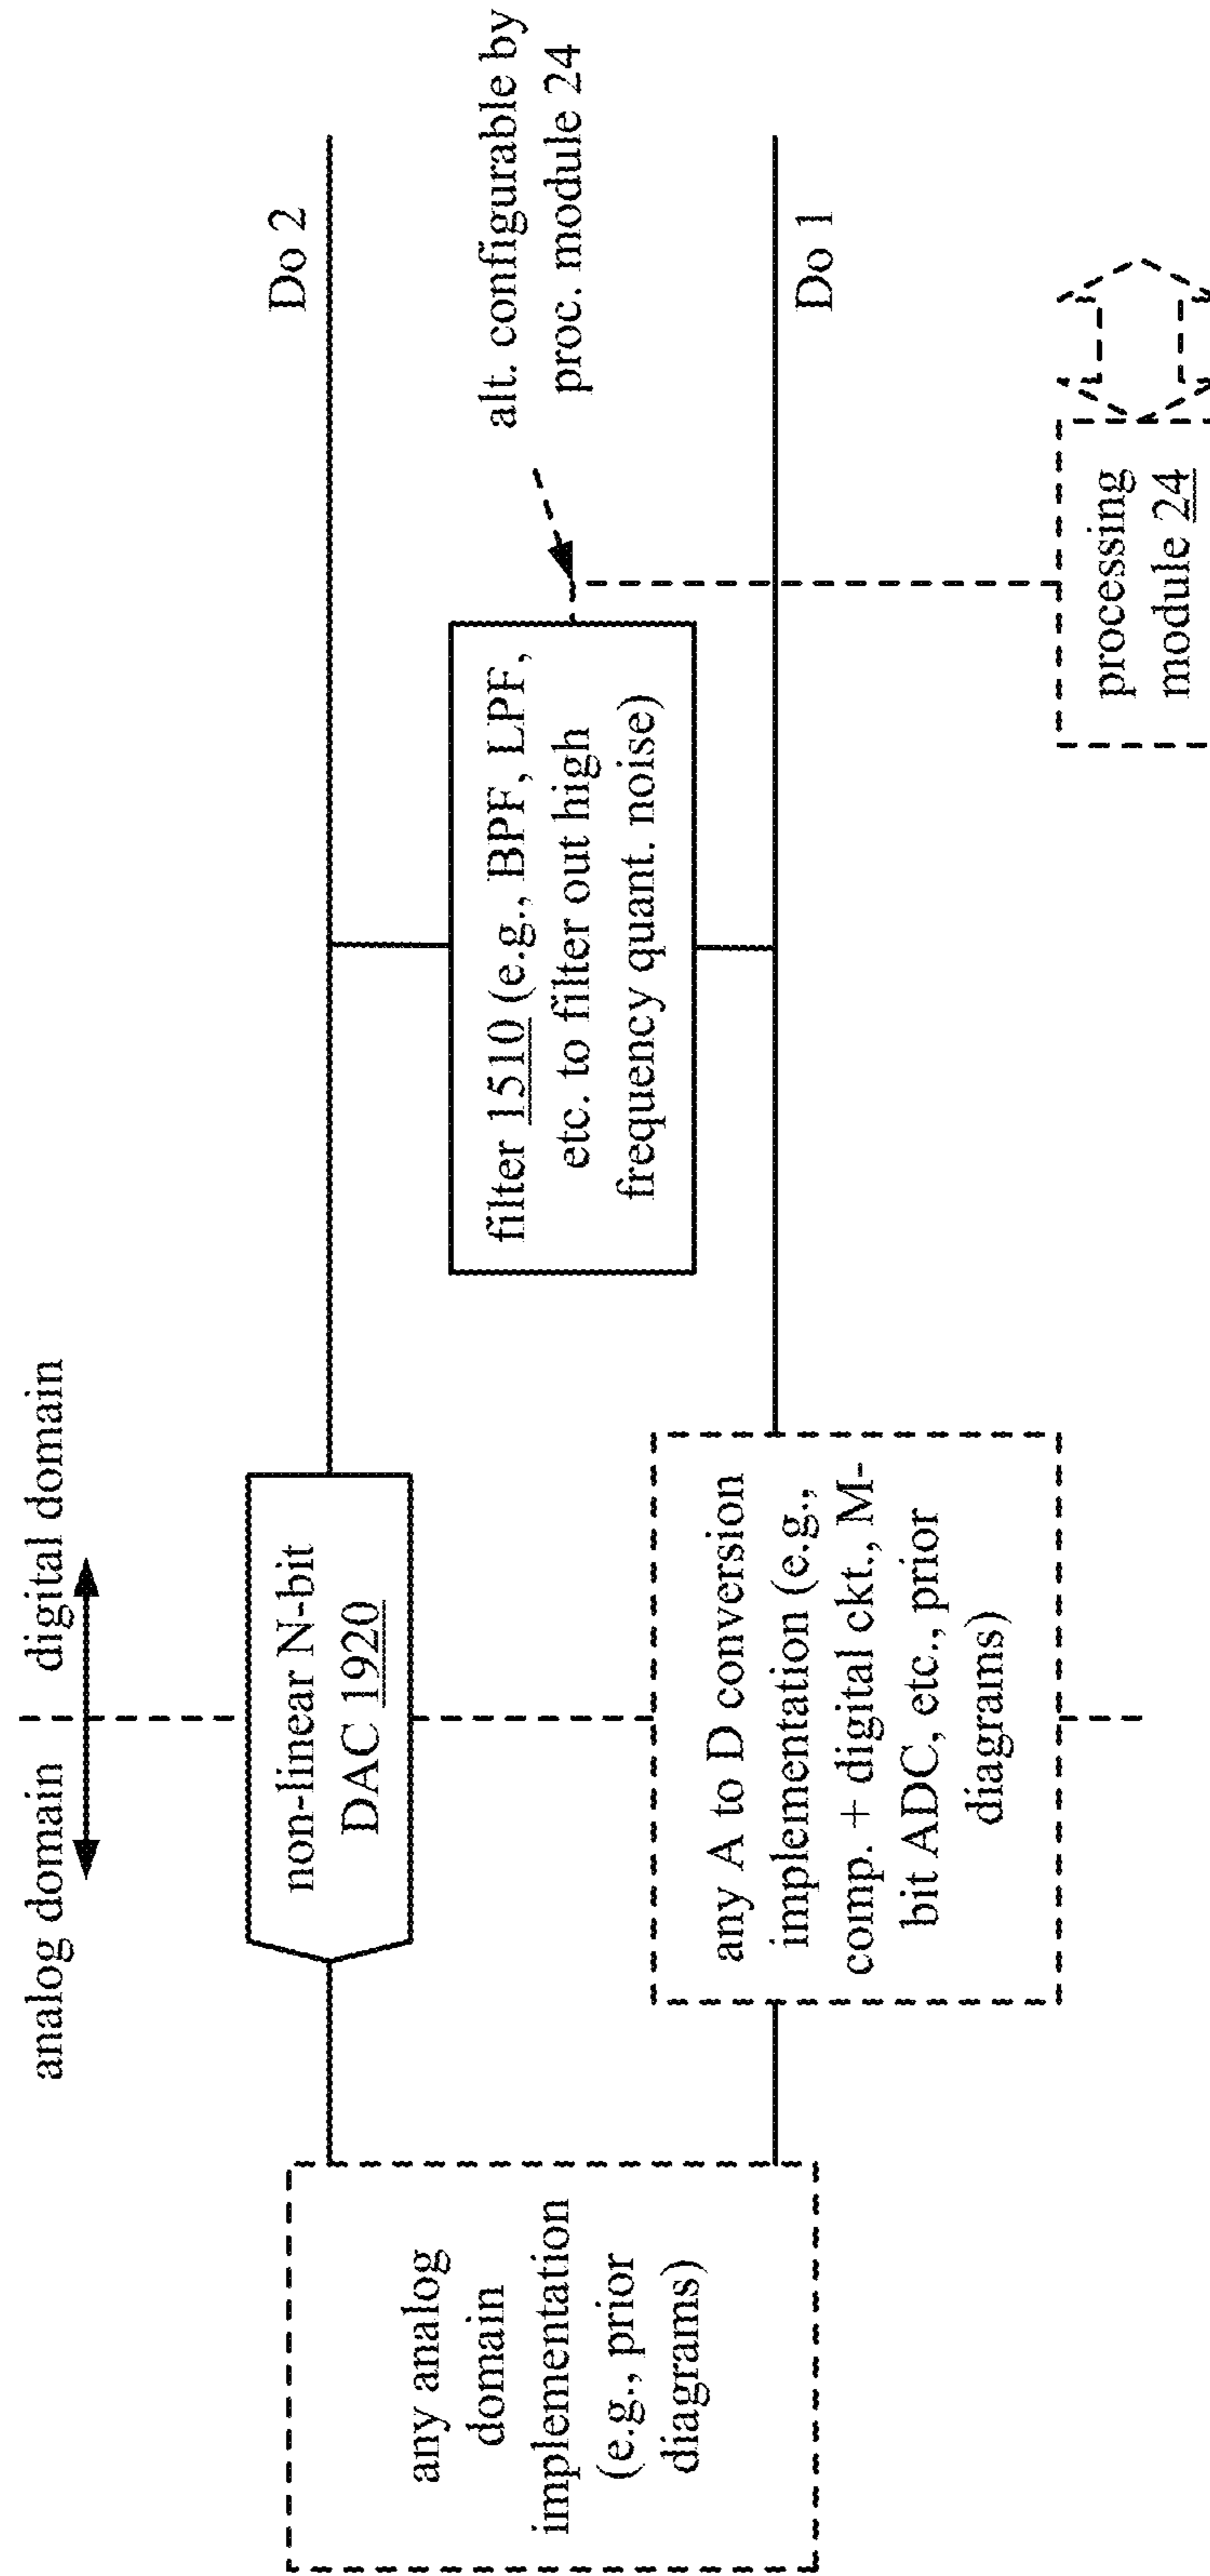 analog domain
digital domain
any analog
domain
implementation
(e.g., prior
diagrams)
non-linear N-bit
DAC 1920
any A to D conversion
implementation (e.g.,
comp. + digital ckt., M-
bit ADC, etc., prior
diagrams)
filter 1510 (e.g., BPF, LPF,
etc. to filter out high
frequency quant. noise)
Do 2
alt. configurable by
proc. module 24
Do 1
processing
module 24